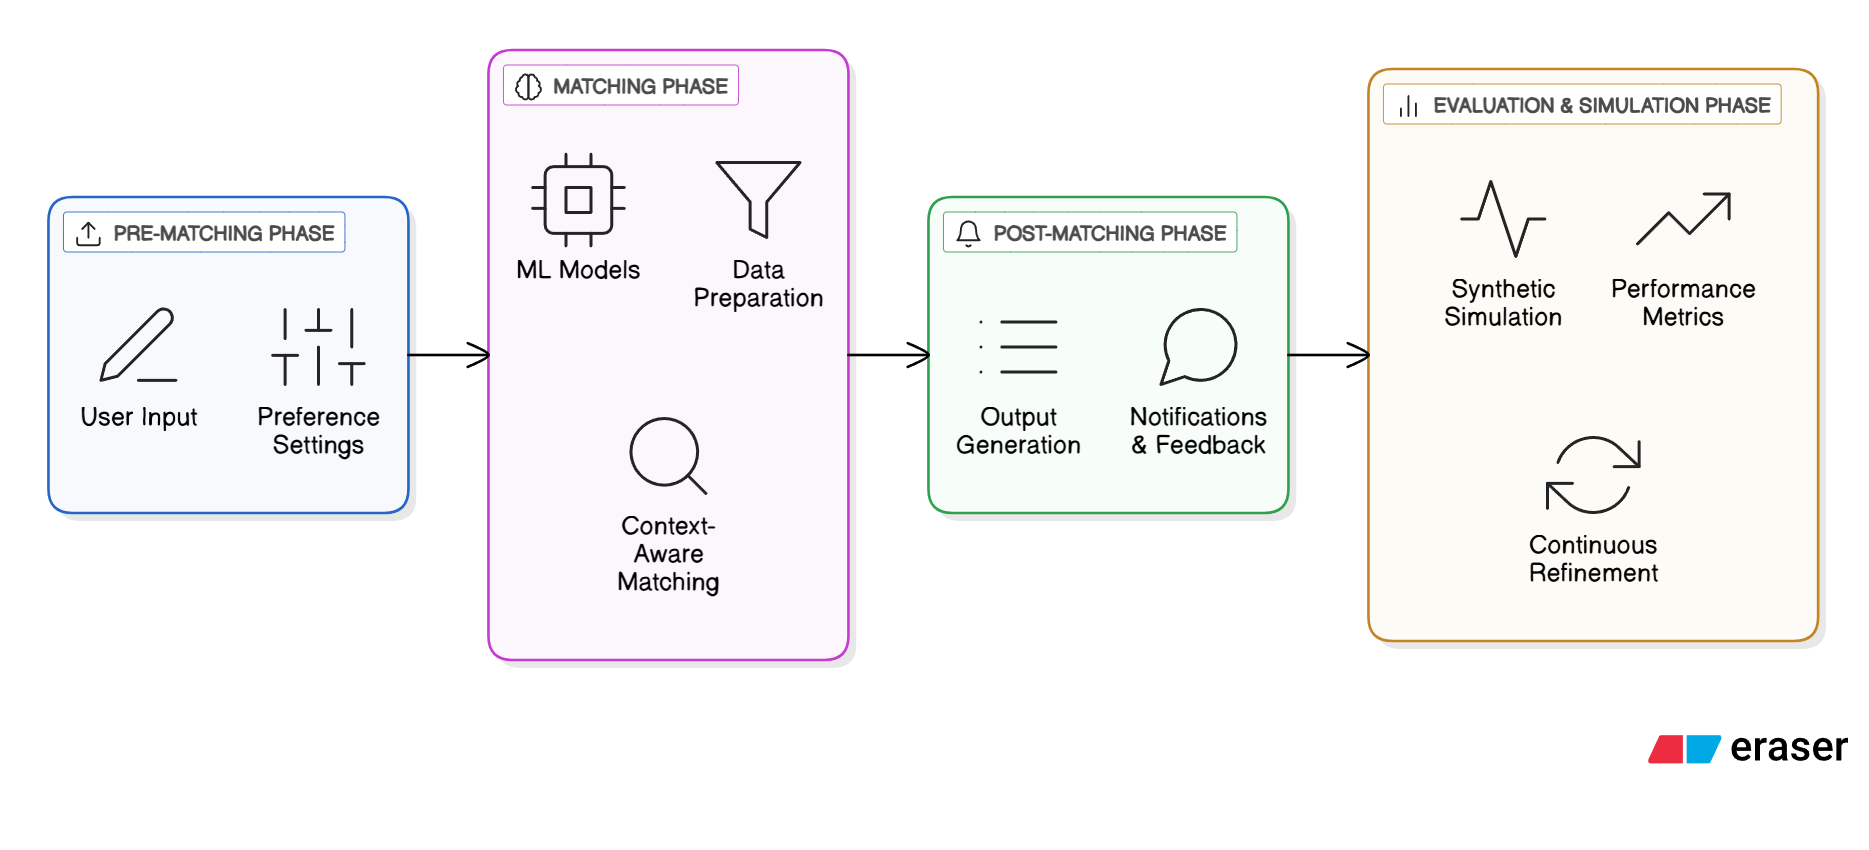 PRE-MATCHING PHASE
User Input
Preference
Settings
MATCHING PHASE
ML Models
Data
Preparation
Context-
Aware
Matching
POST-MATCHING PHASE
Output
Generation
Notifications
& Feedback
EVALUATION & SIMULATION PHASE
Synthetic
Simulation
Performance
Metrics
Continuous
Refinement
eraser